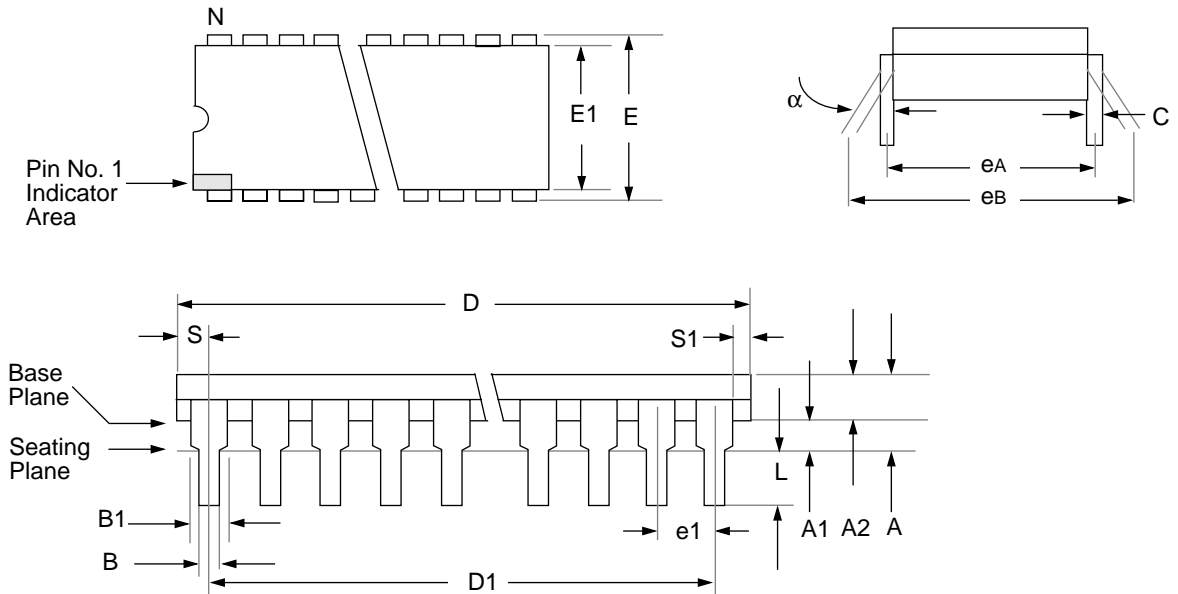 N
E1
E
Pin No. 1
Indicator
Area
α
C
eA
eB
D
S
S1
Base
Plane
Seating
Plane
L
B1
e1
A1
A2
A
B
D1